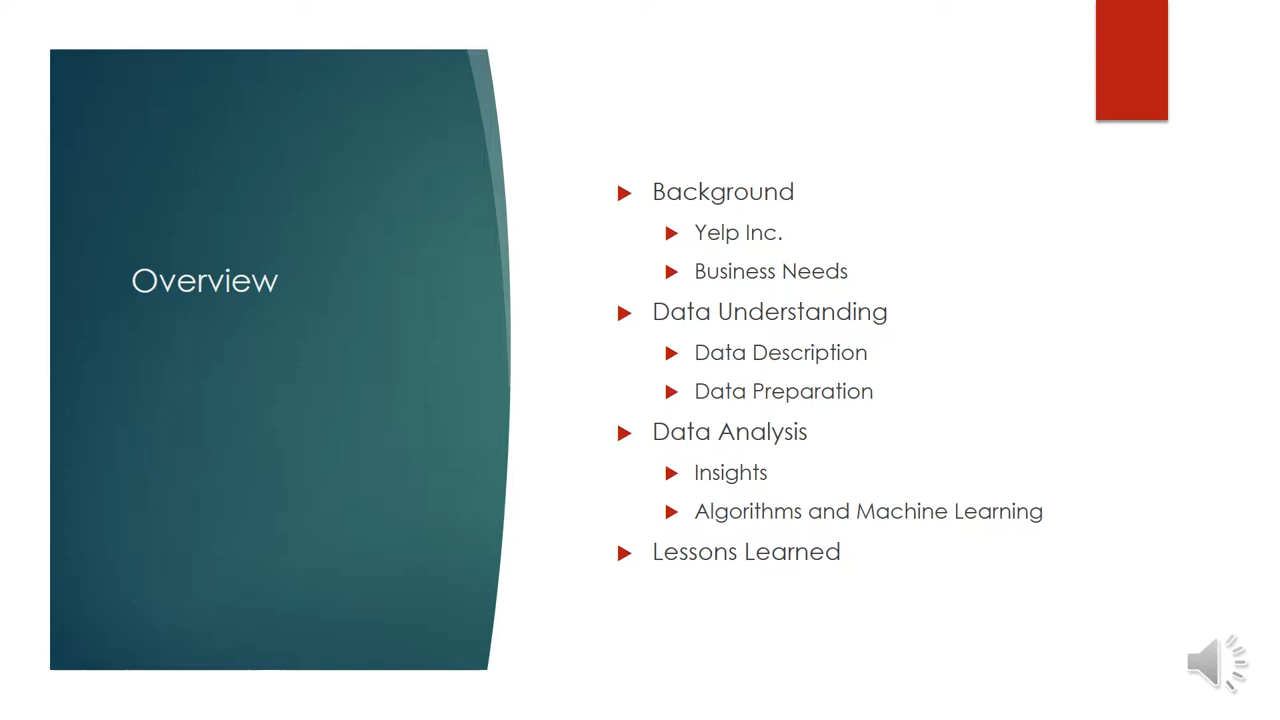 Overview
Background
Yelp Inc.
Business Needs
Data Understanding
Data Description
Data Preparation
Data Analysis
Insights
Algorithms and Machine Learning
Lessons Learned